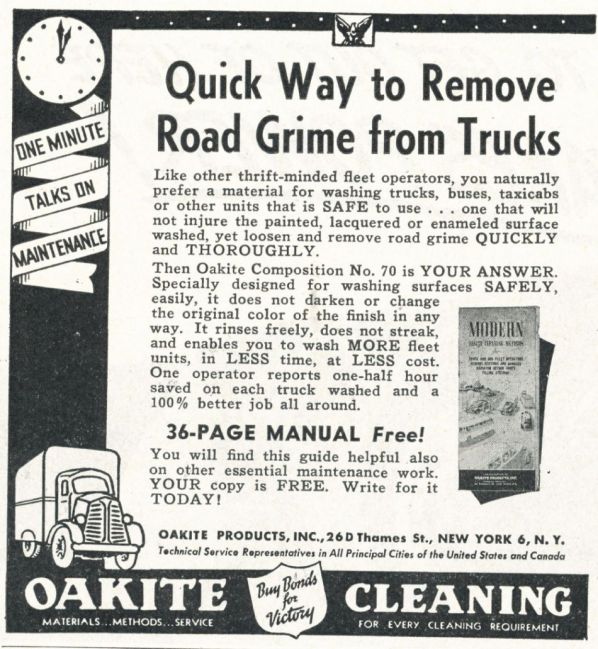 ONE MINUTE
TALKS ON
MAINTENANCE
Quick Way to Remove
Road Grime from Trucks
Like other thrift-minded fleet operators, you naturally
prefer a material for washing trucks, buses, taxicabs
or other units that is SAFE to use . . . one that will
not injure the painted, lacquered or enameled surface
washed, yet loosen and remove road grime QUICKLY
and THOROUGHLY.
Then Oakite Composition No. 70 is YOUR ANSWER.
Specially designed for washing surfaces SAFELY,
easily, it does not darken or change
the original color of the finish in any
way. It rinses freely, does not streak,
and enables you to wash MORE fleet
units, in LESS time, at LESS cost.
One operator reports one-half hour
saved on each truck washed and a
100% better job all around.
MODERN
36-PAGE MANUAL Free!
You will find this guide helpful also
on other essential maintenance work.
YOUR copy is FREE. Write for it
TODAY!
OAKITE PRODUCTS, INC., 26D Thames St., NEW YORK 6, N. Y.
Technical Service Representatives in All Principal Cities of the United States and Canada
OAKITE
MATERIALS...METHODS...SERVICE
Buy Bonds
for
Victory
CLEANING
FOR EVERY CLEANING REQUIREMENT